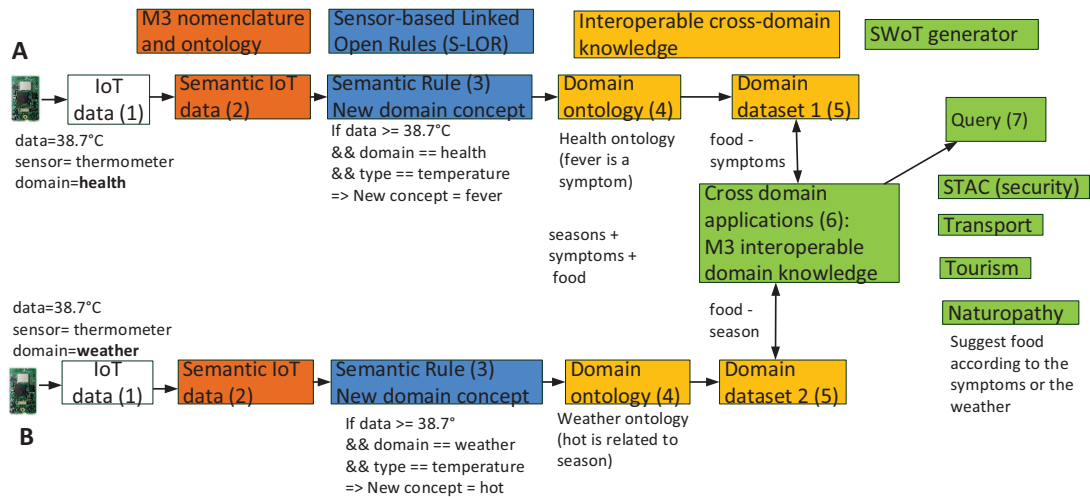 M3 nomenclature
and ontology
Sensor-based Linked
Open Rules (S-LOR)
Interoperable cross-domain
knowledge
SWoT generator
A
IoT
data (1)
Semantic IoT
data (2)
Semantic Rule (3)
New domain concept
Domain
ontology (4)
Domain
dataset 1 (5)
Query (7)
data=38.7°C
sensor= thermometer
domain=health
If data >= 38.7°C
&& domain == health
&& type == temperature
=> New concept = fever
Health ontology
(fever is a
symptom)
food -
symptoms
Cross domain
applications (6):
M3 interoperable
domain knowledge
seasons +
symptoms +
food
STAC (security)
Transport
Tourism
Naturopathy
Suggest food
according to the
symptoms or the
weather
food -
season
data=38.7°C
sensor= thermometer
domain=weather
IoT
data (1)
Semantic IoT
data (2)
Semantic Rule (3)
New domain concept
Domain
ontology (4)
Domain
dataset 2 (5)
B
If data >= 38.7°
&& domain == weather
&& type == temperature
=> New concept = hot
Weather ontology
(hot is related to
season)